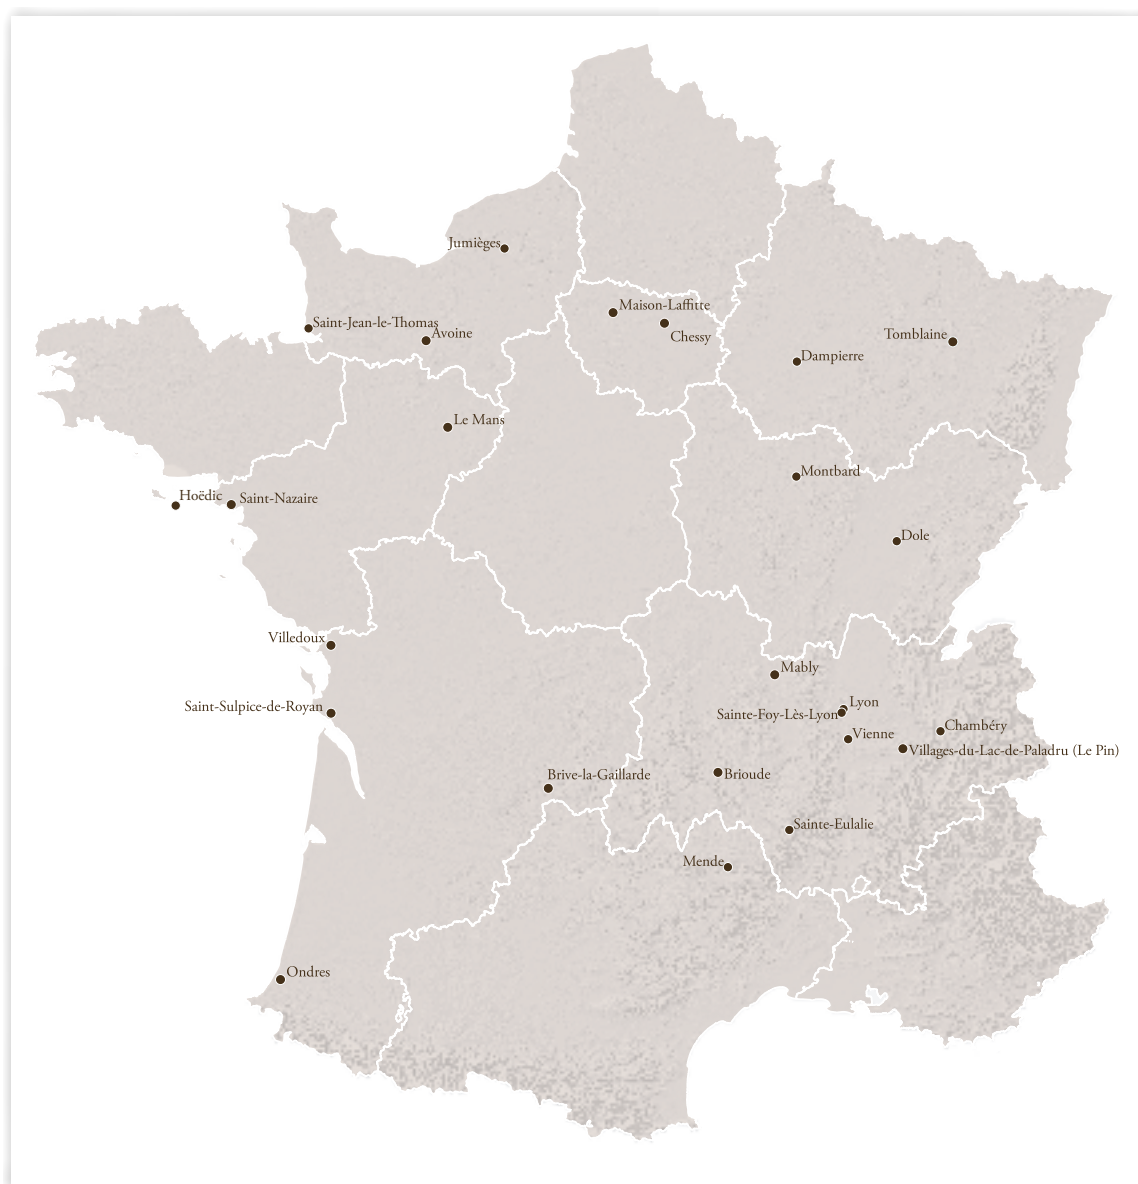 Jumièges
Maison-Laffitte
Saint-Jean-le-Thomas
Avoine
Chessy
Tomblaine
Dampierre
Le Mans
Montbard
Hoëdic
Saint-Nazaire
Dole
Villedoux
Mably
Saint-Sulpice-de-Royan
Lyon
Sainte-Foy-Lès-Lyon
Chambéry
Vienne
Villages-du-Lac-de-Paladru (Le Pin)
Brive-la-Gaillarde
Brioude
Sainte-Eulalie
Mende
Ondres